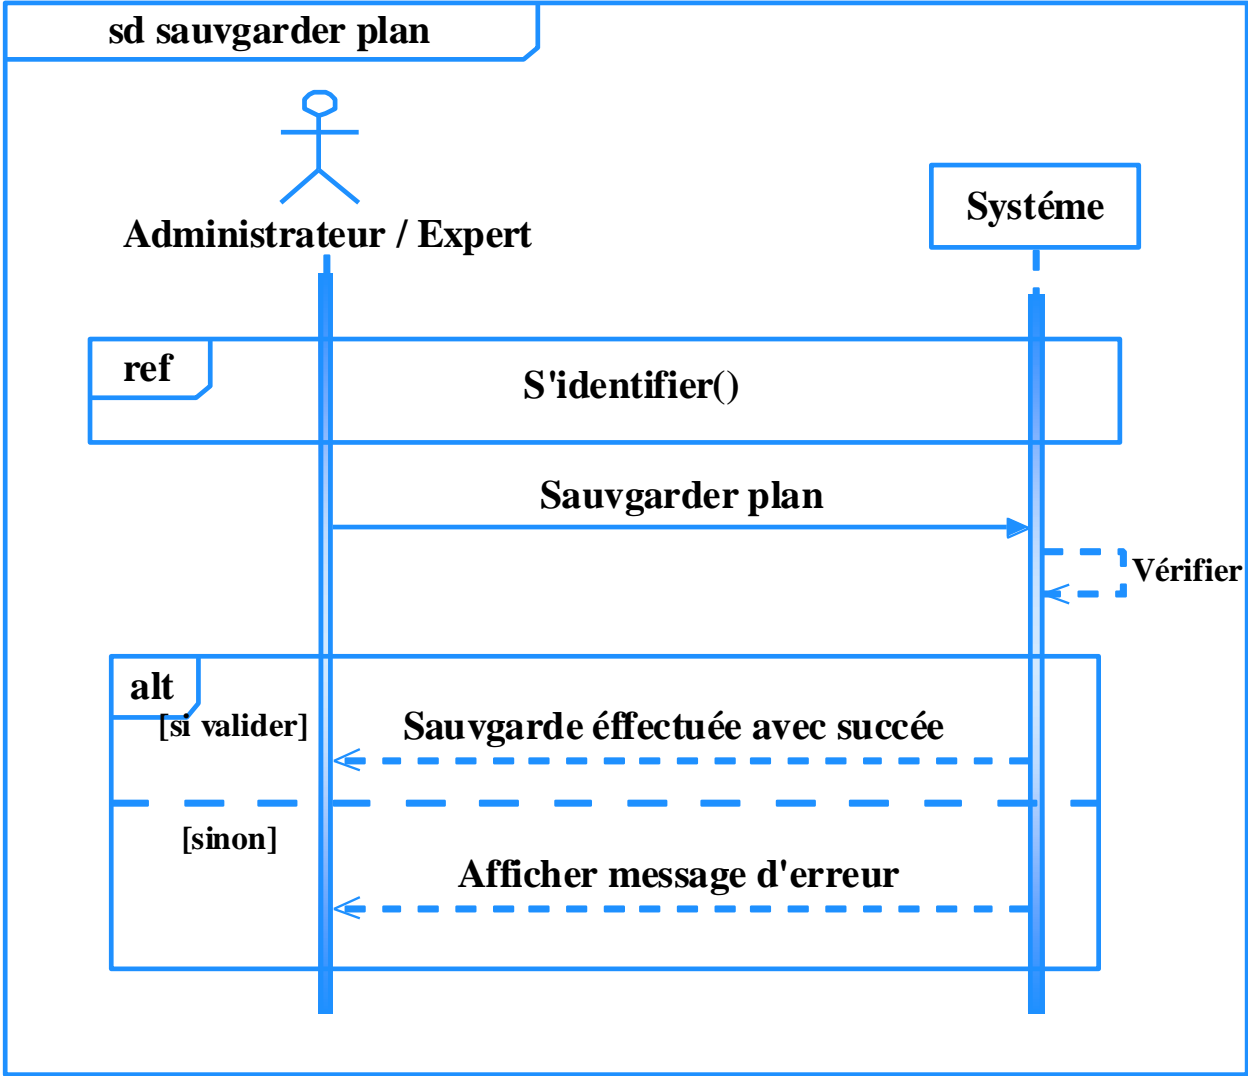 sd sauvgarder plan
Administrateur / Expert
Systéme
ref
S'identifier()
Sauvgarder plan
Vérifier
alt
[si valider]
Sauvgarde éffectuée avec succée
[sinon]
Afficher message d'erreur